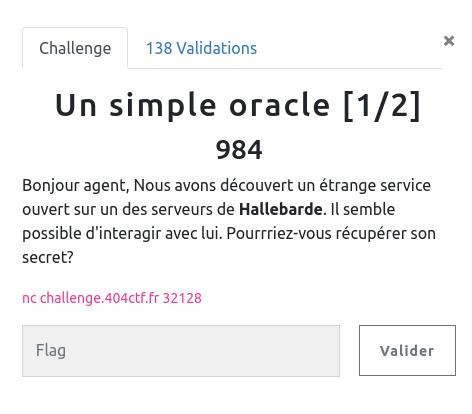 Challenge
138 Validations
×
Un simple oracle [1/2]
984
Bonjour agent, Nous avons découvert un étrange service
ouvert sur un des serveurs de Hallebarde. Il semble
possible d'interagir avec lui. Pourrriez-vous récupérer son
secret?
nc challenge.404ctf.fr 32128
Flag
Valider